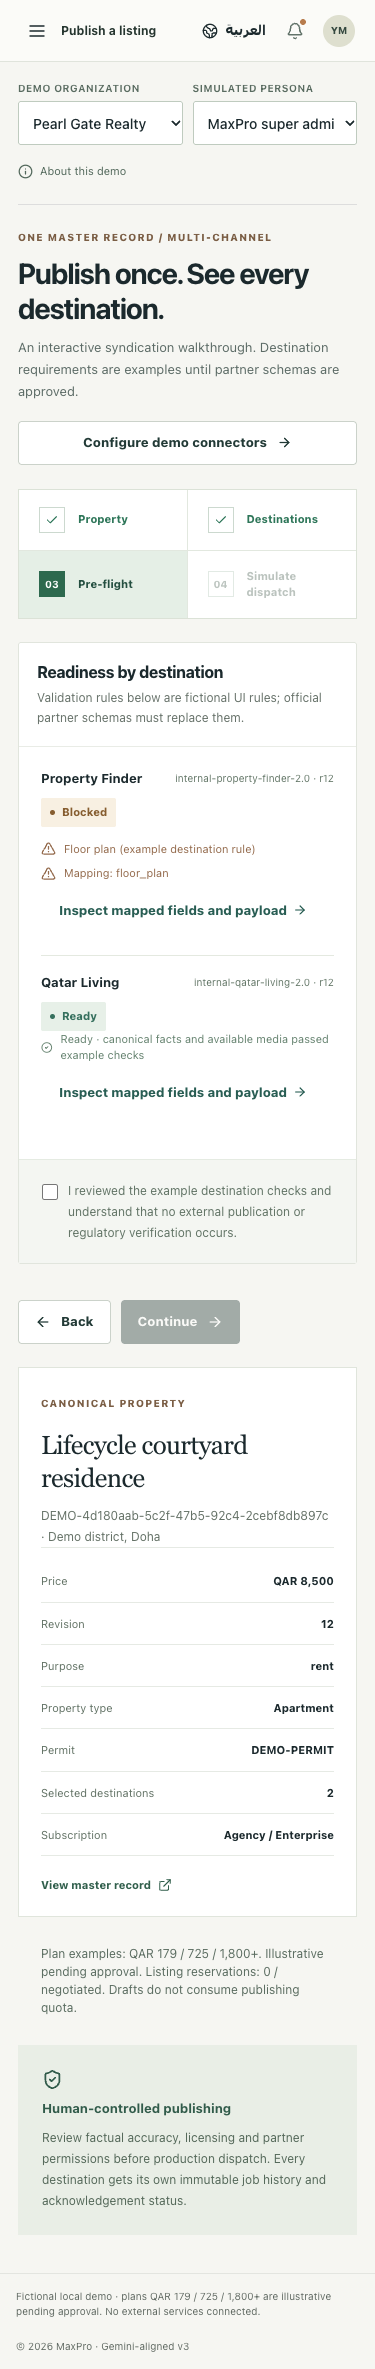 Publish a listing
العربية
YM
DEMO ORGANIZATION
SIMULATED PERSONA
Pearl Gate Realty
MaxPro super admi
About this demo
ONE MASTER RECORD / MULTI-CHANNEL
Publish once. See every
destination.
An interactive syndication walkthrough. Destination
requirements are examples until partner schemas are
approved.
Configure demo connectors
Property
Destinations
03
Pre-flight
04
Simulate
dispatch
Readiness by destination
Validation rules below are fictional UI rules; official
partner schemas must replace them.
Property Finder
internal-property-finder-2.0 · r12
Blocked
Floor plan (example destination rule)
Mapping: floor_plan
Inspect mapped fields and payload
Qatar Living
internal-qatar-living-2.0 · r12
Ready
Ready · canonical facts and available media passed
example checks
Inspect mapped fields and payload
I reviewed the example destination checks and
understand that no external publication or
regulatory verification occurs.
Back
Continue
CANONICAL PROPERTY
Lifecycle courtyard
residence
DEMO-4d180aab-5c2f-47b5-92c4-2cebf8db897c
· Demo district, Doha
Price
QAR 8,500
Revision
12
Purpose
rent
Property type
Apartment
Permit
DEMO-PERMIT
Selected destinations
2
Subscription
Agency / Enterprise
View master record
Plan examples: QAR 179 / 725 / 1,800+. Illustrative
pending approval. Listing reservations: 0 /
negotiated. Drafts do not consume publishing
quota.
Human-controlled publishing
Review factual accuracy, licensing and partner
permissions before production dispatch. Every
destination gets its own immutable job history and
acknowledgement status.
Fictional local demo · plans QAR 179 / 725 / 1,800+ are illustrative
pending approval. No external services connected.
© 2026 MaxPro · Gemini-aligned v3